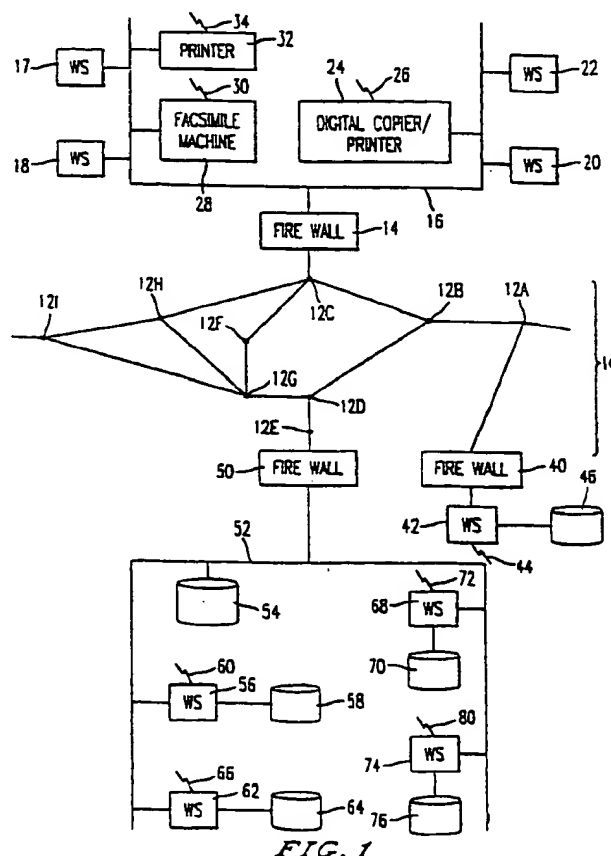 34
PRINTER
32
17
WS
30
FACSIMILE
MACHINE
28
18
WS
24
26
DIGITAL COPIER/
PRINTER
WS
22
WS
20
16
FIRE WALL
14
12I
12H
12F
12C
12B
12A
12G
12D
12E
FIRE WALL
50
FIRE WALL
40
46
42
WS
44
52
54
72
68
WS
70
60
WS
56
58
80
WS
74
76
66
WS
62
64
FIG. 1